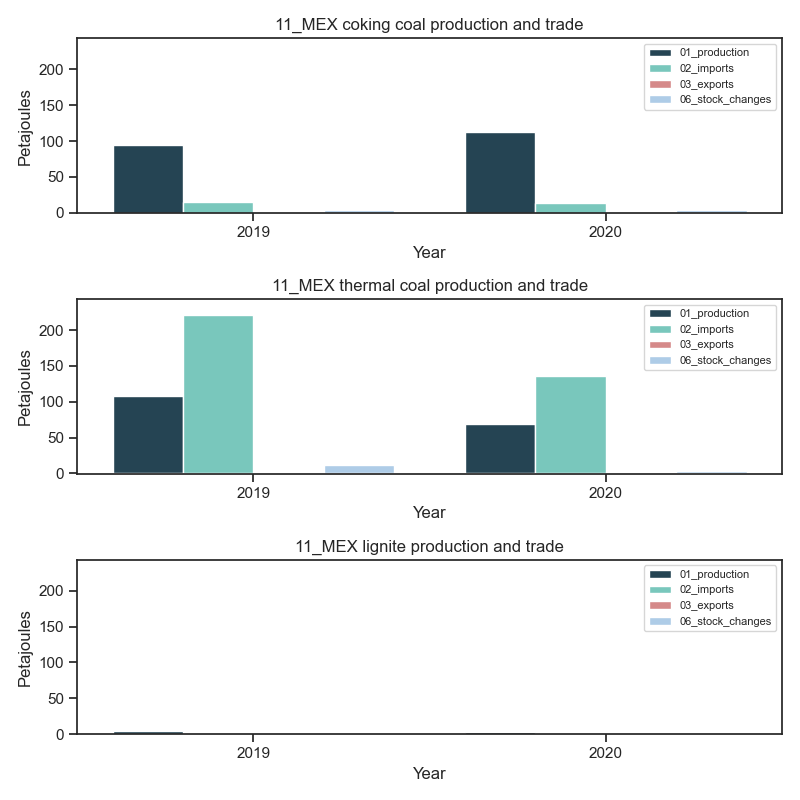 11_MEX coking coal production and trade
01_production
02_imports
03_exports
06_stock_changes
200
150
100
50
0
Petajoules
2019
2020
Year
11_MEX thermal coal production and trade
01_production
02_imports
03_exports
06_stock_changes
200
150
100
50
0
Petajoules
2019
2020
Year
11_MEX lignite production and trade
01_production
02_imports
03_exports
06_stock_changes
200
150
100
50
0
Petajoules
2019
2020
Year